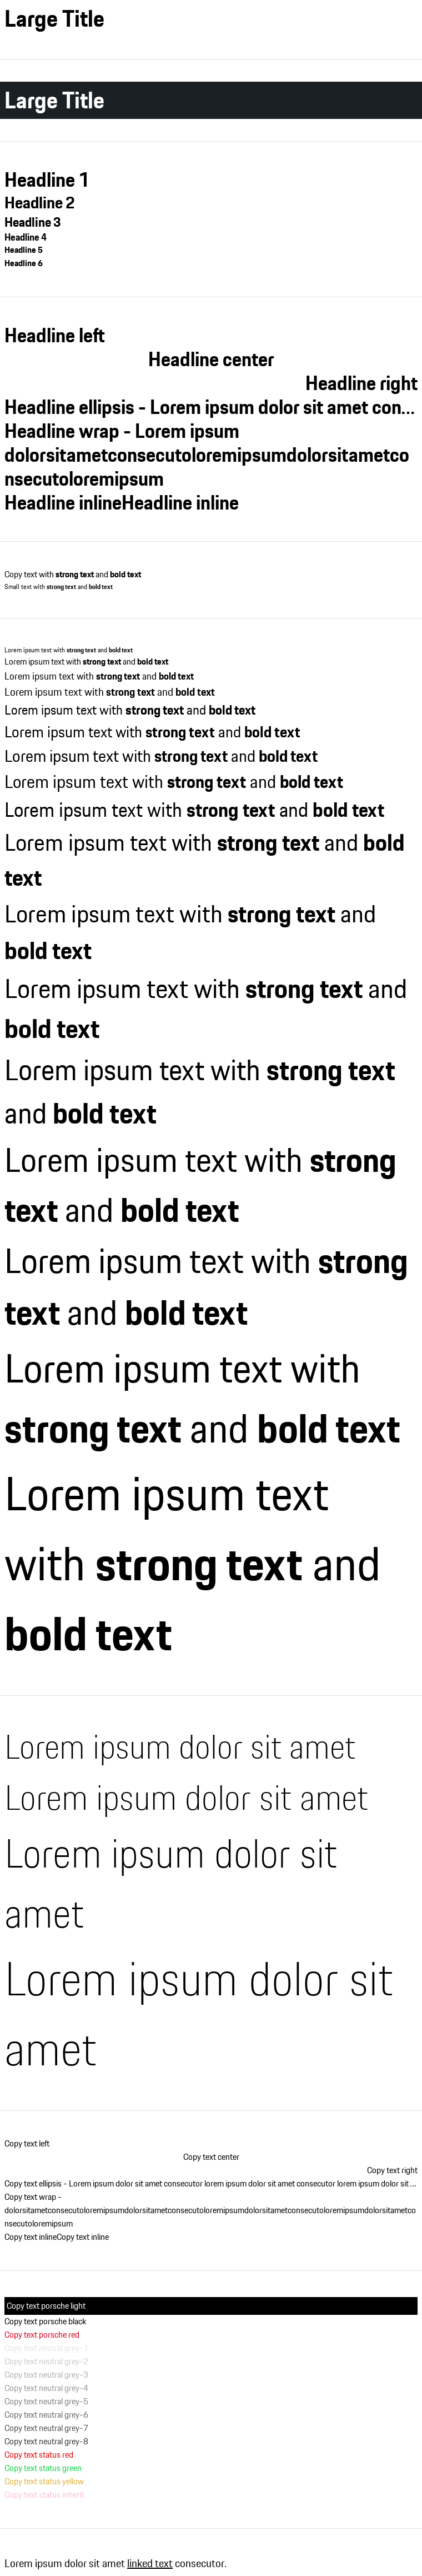 Large Title
Large Title
Headline 1
Headline 2
Headline 3
Headline 4
Headline 5
Headline 6
Headline left
Headline center
Headline right
Headline ellipsis - Lorem ipsum dolor sit amet con...
Headline wrap - Lorem ipsum
dolorsitametconsecutoloremipsumdolorsitametco
nsecutoloremipsum
Headline inlineHeadline inline
Copy text with strong text and bold text
Small text with strong text and bold text
Lorem ipsum text with strong text and bold text
Lorem ipsum text with strong text and bold text
Lorem ipsum text with strong text and bold text
Lorem ipsum text with strong text and bold text
Lorem ipsum text with strong text and bold text
Lorem ipsum text with strong text and bold text
Lorem ipsum text with strong text and bold text
Lorem ipsum text with strong text and bold text
Lorem ipsum text with strong text and bold text
Lorem ipsum text with strong text and bold
text
Lorem ipsum text with strong text and
bold text
Lorem ipsum text with strong text and
bold text
Lorem ipsum text with strong text
and bold text
Lorem ipsum text with strong
text and bold text
Lorem ipsum text with strong
text and bold text
Lorem ipsum text with
strong text and bold text
Lorem ipsum text
with strong text and
bold text
Lorem ipsum dolor sit amet
Lorem ipsum dolor sit amet
Lorem ipsum dolor sit
amet
Lorem ipsum dolor sit
amet
Copy text left
Copy text center
Copy text right
Copy text ellipsis - Lorem ipsum dolor sit amet consecutor lorem ipsum dolor sit amet consecutor lorem ipsum dolor sit ...
Copy text wrap -
dolorsitametconsecutoloremipsumdolorsitametconsecutoloremipsumdolorsitametconsecutoloremipsumdolorsitametco
nsecutoloremipsum
Copy text inlineCopy text inline
Copy text porsche light
Copy text porsche black
Copy text porsche red
Copy text neutral grey-1
Copy text neutral grey-2
Copy text neutral grey-3
Copy text neutral grey-4
Copy text neutral grey-5
Copy text neutral grey-6
Copy text neutral grey-7
Copy text neutral grey-8
Copy text status red
Copy text status green
Copy text status yellow
Copy text status inherit
Lorem ipsum dolor sit amet linked text consecutor.